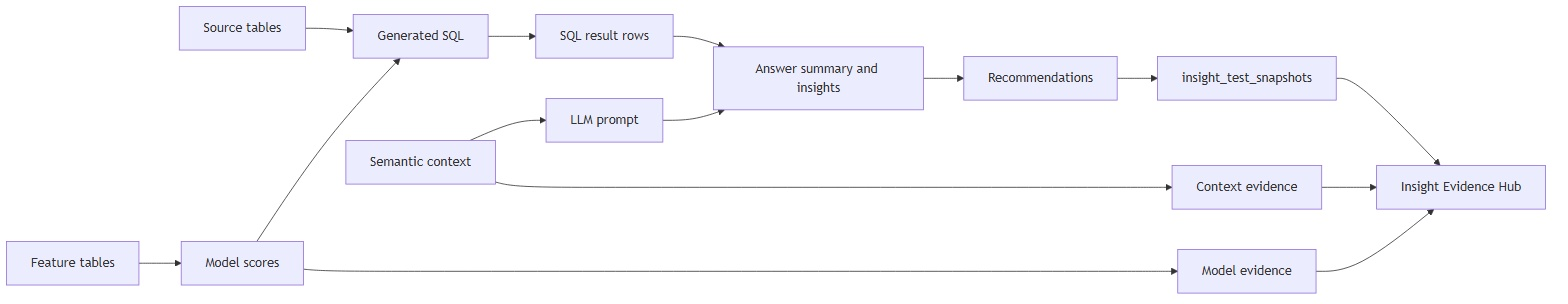 Source tables
Generated SQL
SQL result rows
Answer summary and
insights
Recommendations
insight_test_snapshots
LLM prompt
Semantic context
Context evidence
Insight Evidence Hub
Feature tables
Model scores
Model evidence